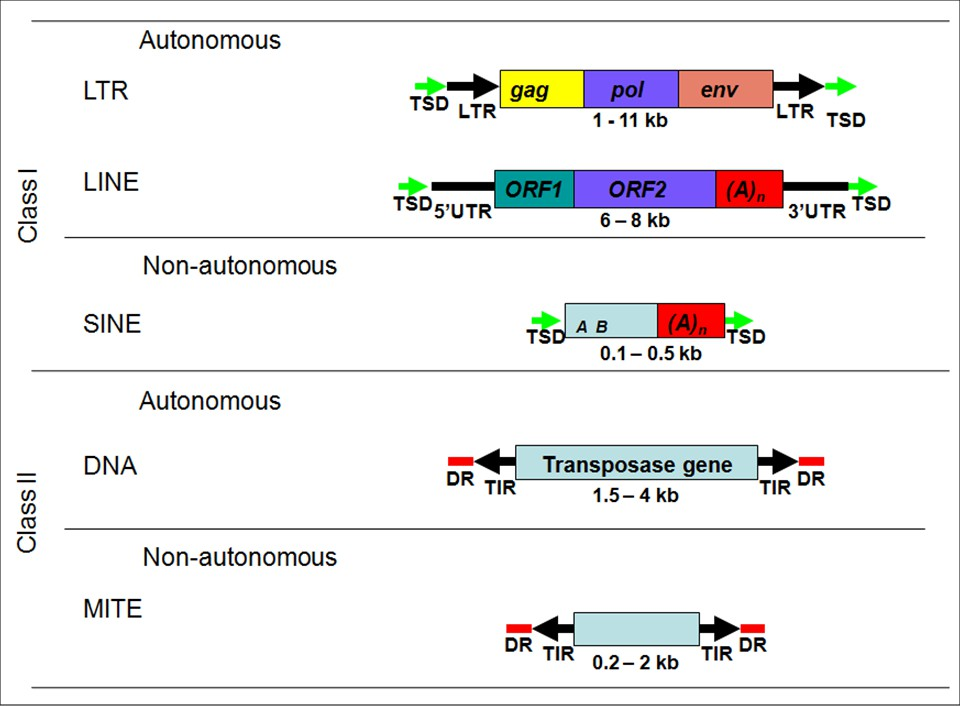 Autonomous
LTR
TSD LTR gag pol env LTR TSD
1 - 11 kb
Class I
LINE
TSD 5’UTR ORF1 ORF2 (A)n 3’UTR TSD
6 – 8 kb
Non-autonomous
SINE
TSD A B (A)n TSD
0.1 – 0.5 kb
Autonomous
Class II
DNA
DR TIR Transposase gene TIR DR
1.5 – 4 kb
Non-autonomous
MITE
DR TIR TIR DR
0.2 – 2 kb